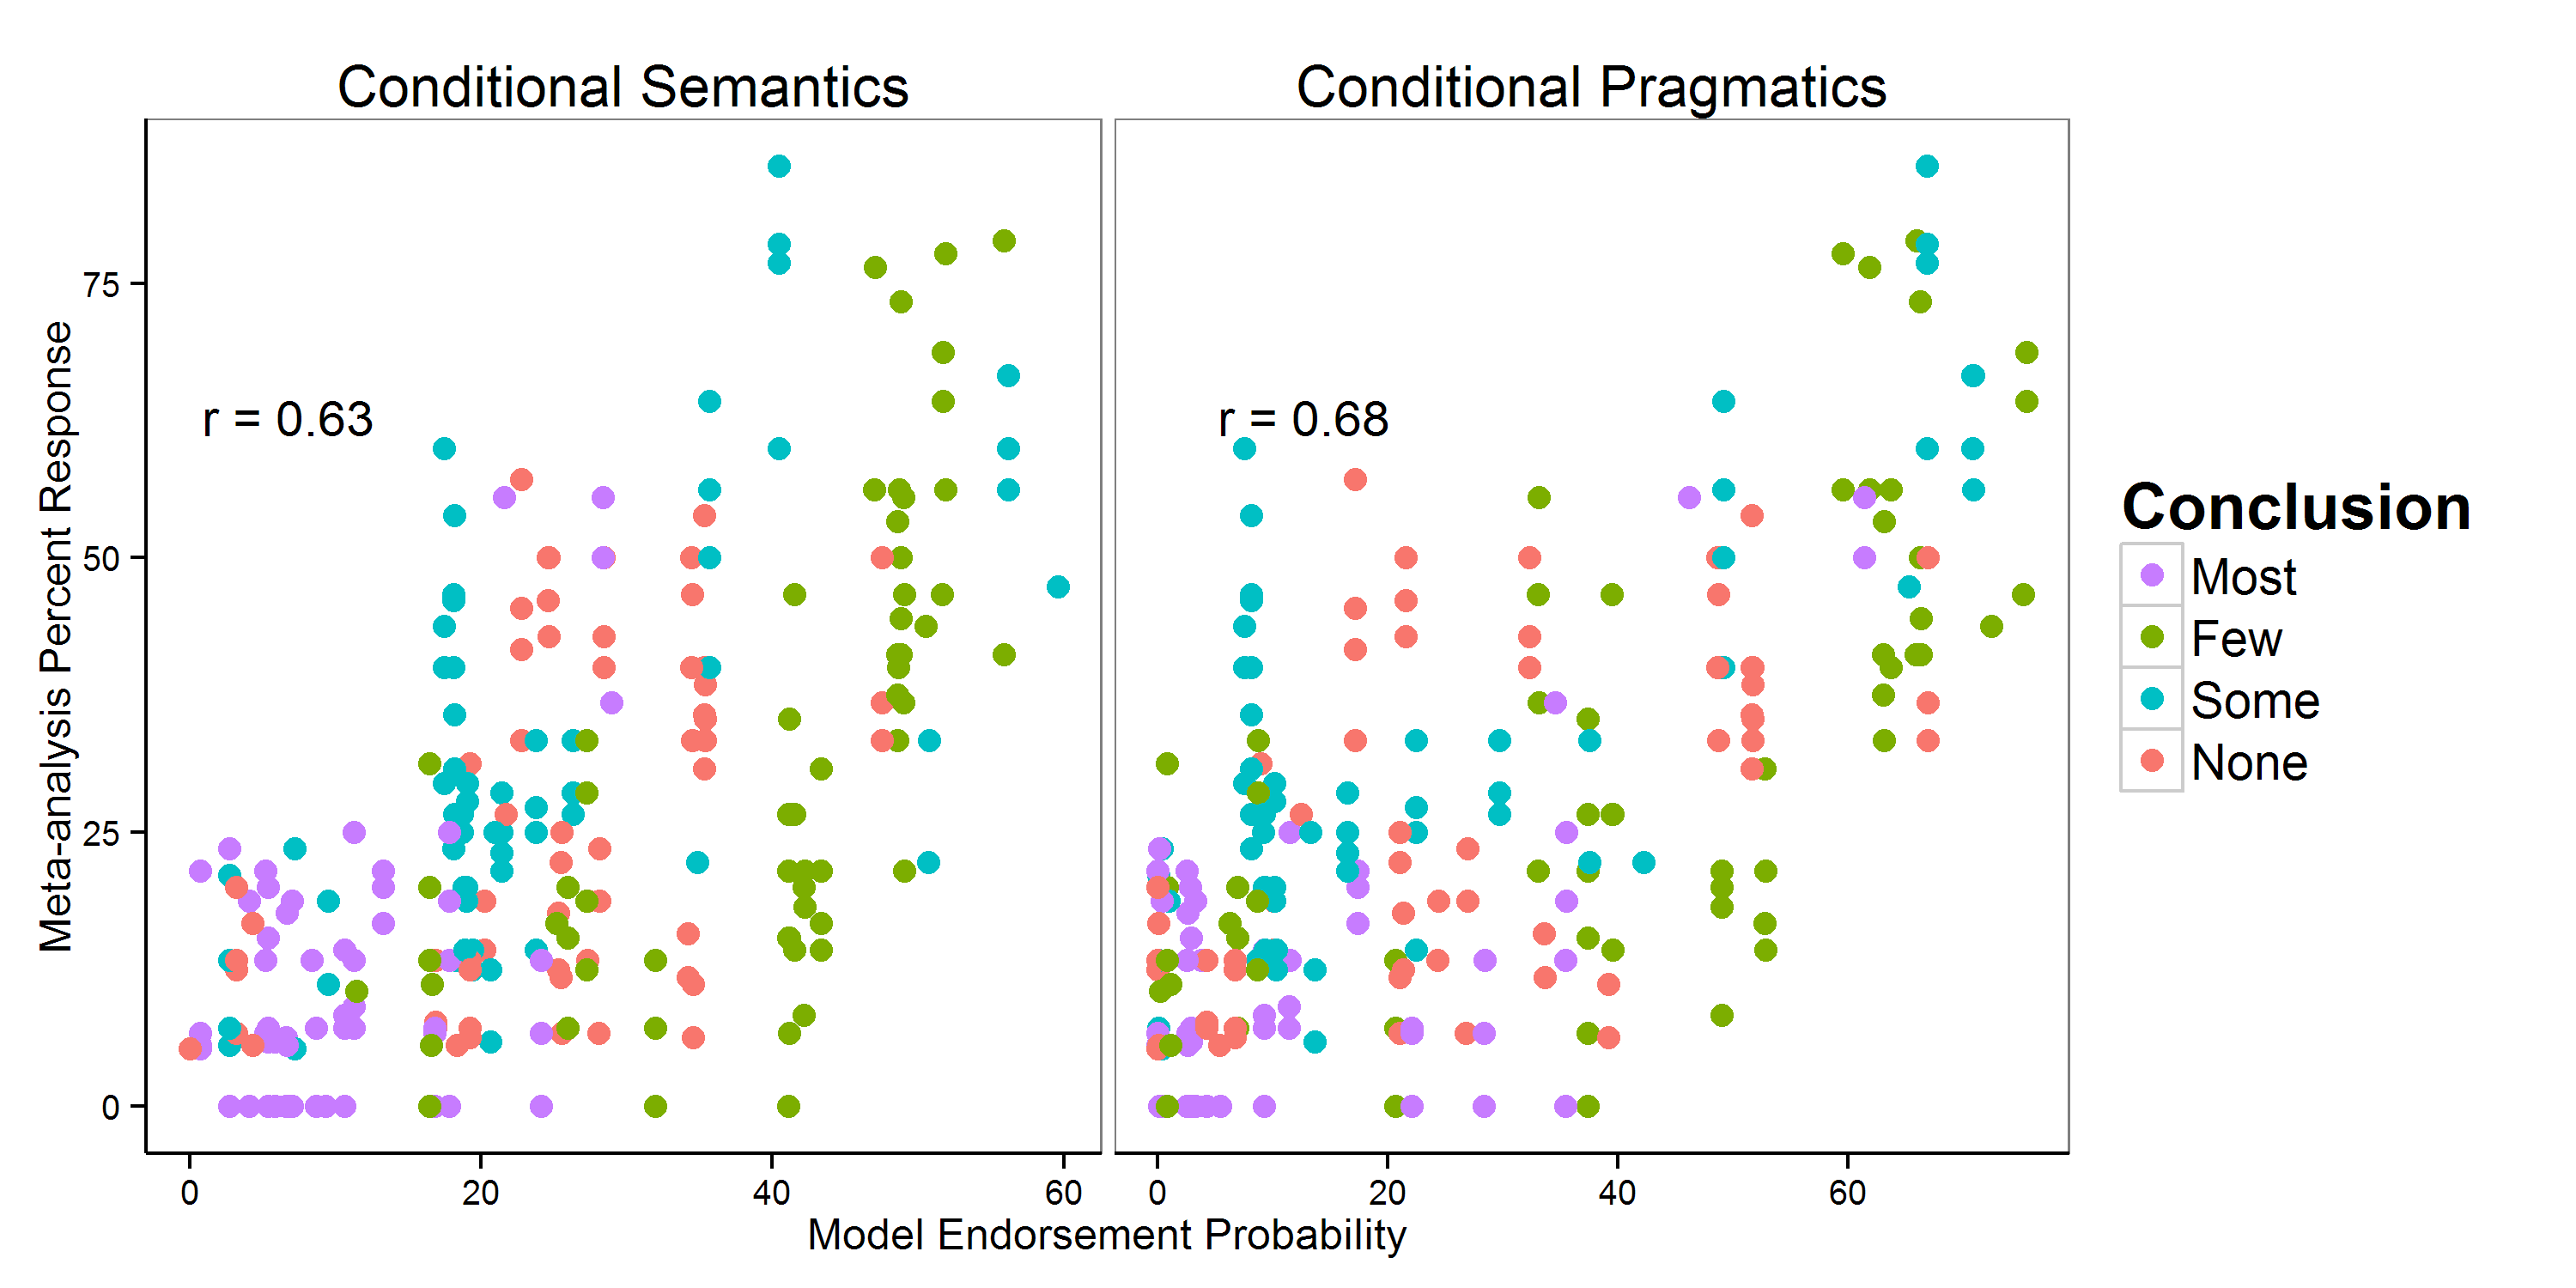 Conditional Semantics
Conditional Pragmatics
Meta-analysis Percent Response
75
50
25
0
r = 0.63
r = 0.68
0 20 40 60
0 20 40 60
Model Endorsement Probability
Conclusion
Most
Few
Some
None